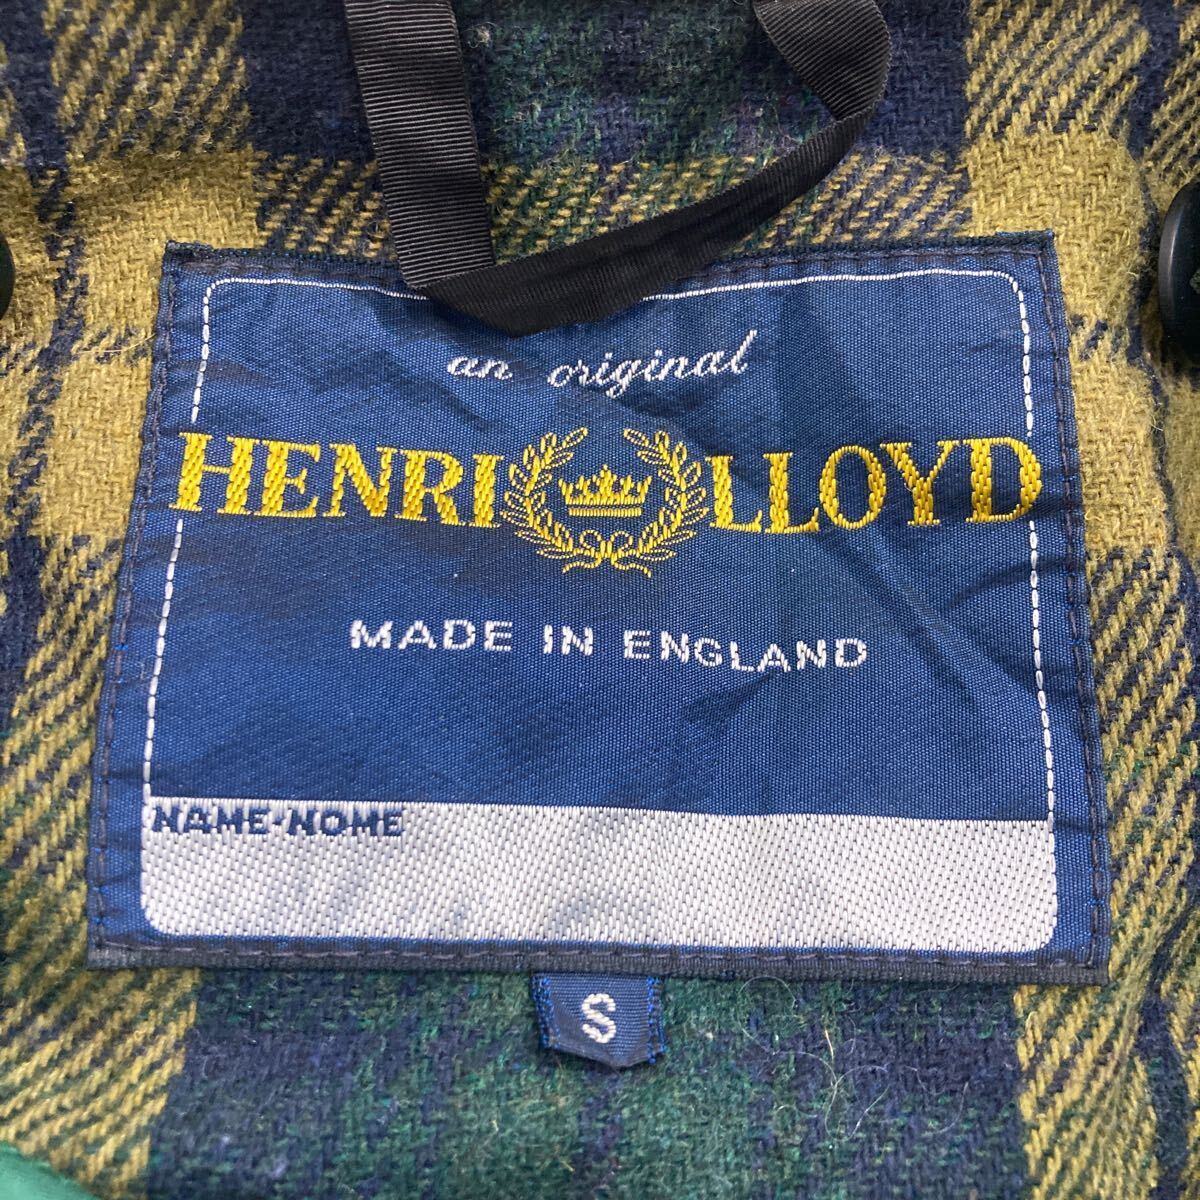 an original
HENRI LLOYD
MADE IN ENGLAND
NAME·NOME
S